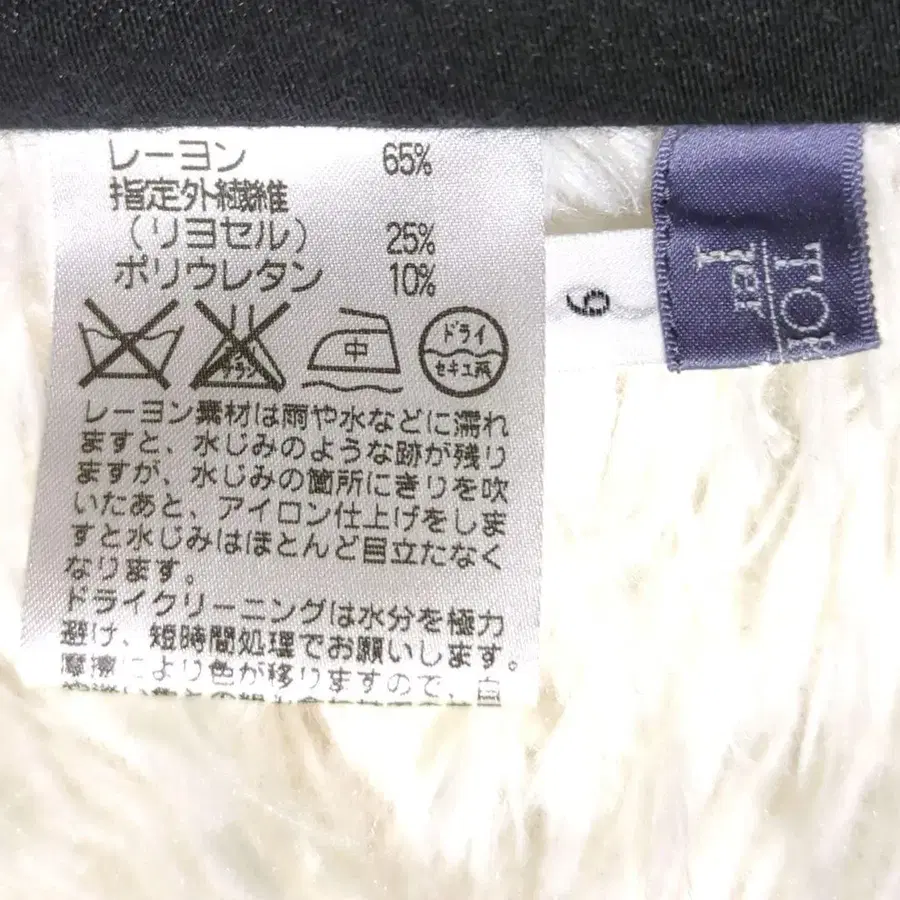 レーヨン 65%
指定外繊維
(リヨセル) 25%
ポリウレタン 10%
中
ドライ
セキユ系
レーヨン素材は雨や水などに濡れ
ますと、水じみのような跡が残り
ますが、水じみの箇所にきりを吹
いたあと、アイロン仕上げをしま
すと水じみはほとんど目立たなく
なります。
ドライクリーニングは水分を極力
避け、短時間処理でお願いします。
摩擦により色が移りますので、白
9